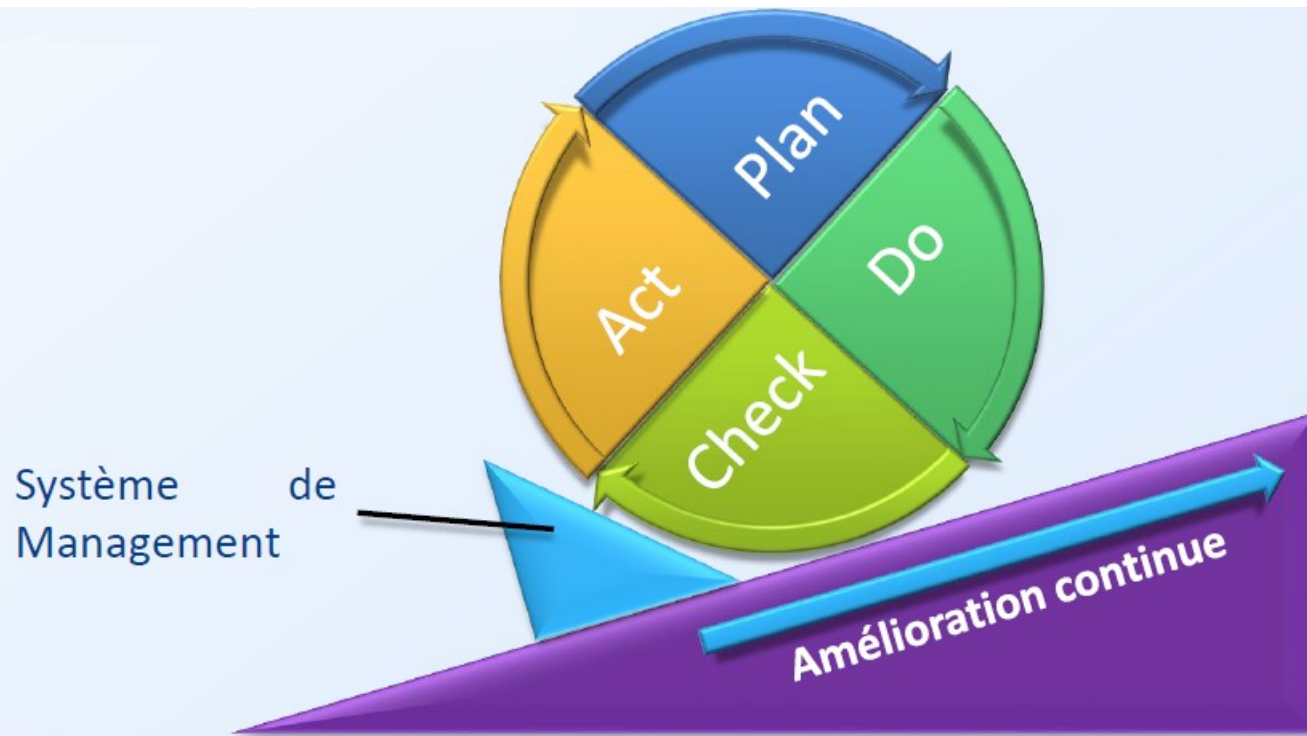 Plan
Do
Act
Check
Système de
Management
Amélioration continue